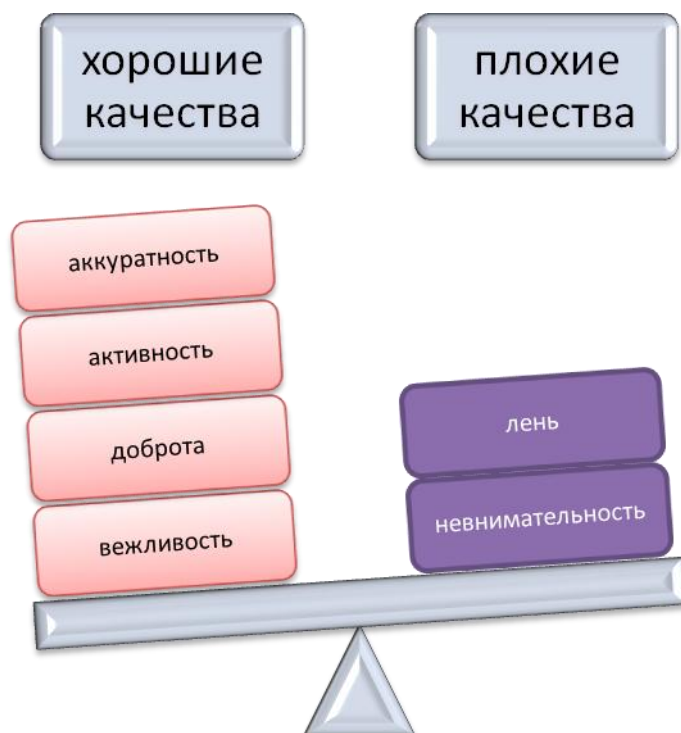 хорошие
качества
плохие
качества
аккуратность
активность
доброта
вежливость
лень
невнимательность